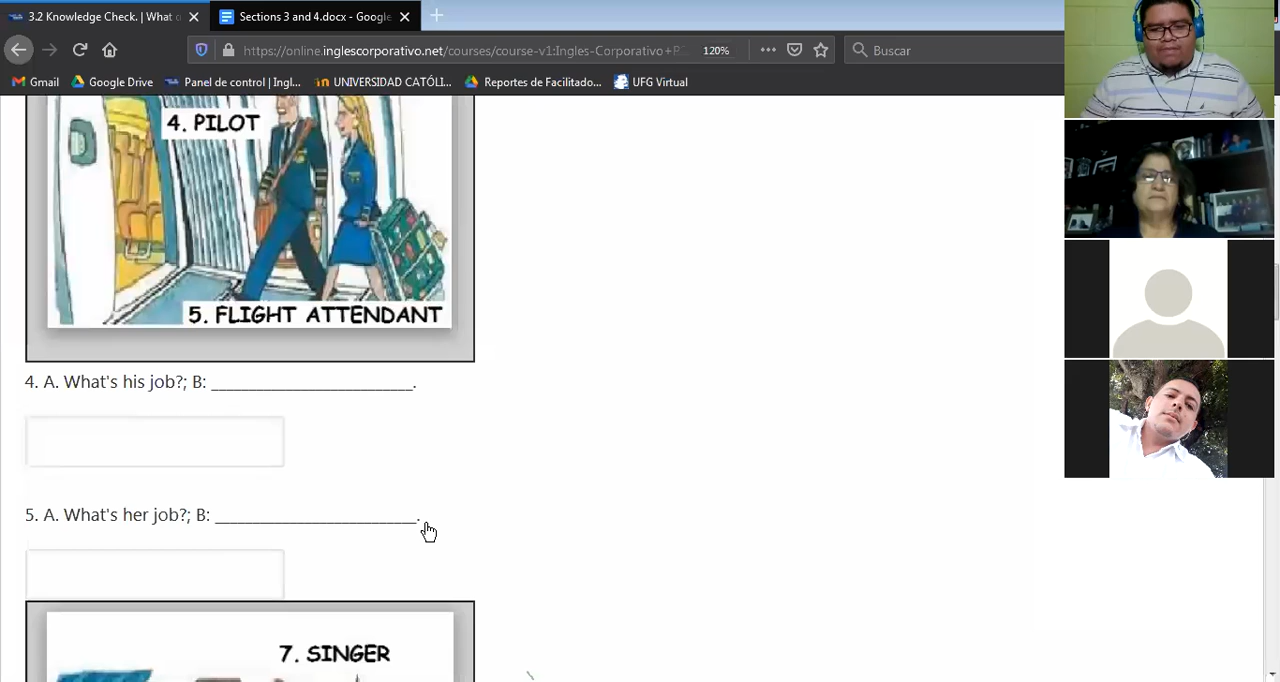 3.2 Knowledge Check. | What o
Sections 3 and 4.docx - Google
https://online.inglescorporativo.net/courses/course-v1:Ingles-Corporativo+P
120%
Buscar
Gmail
Google Drive
Panel de control | Ingl...
UNIVERSIDAD CATÓLI...
Reportes de Facilitado...
UFG Virtual
4. PILOT
5. FLIGHT ATTENDANT
4. A. What's his job?; B: ________________________.
5. A. What's her job?; B: ________________________.
7. SINGER